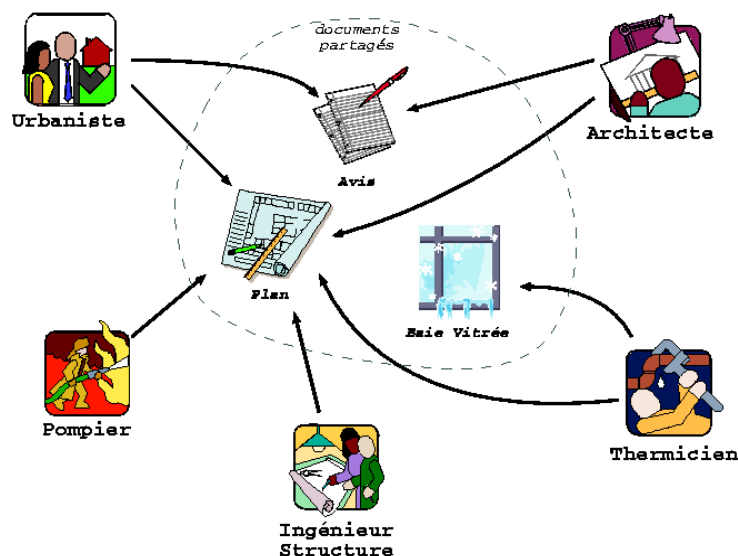 documents
partagés
Urbaniste
Architecte
Avis
Plan
Baie Vitrée
Pompier
Thermicien
Ingénieur
Structure